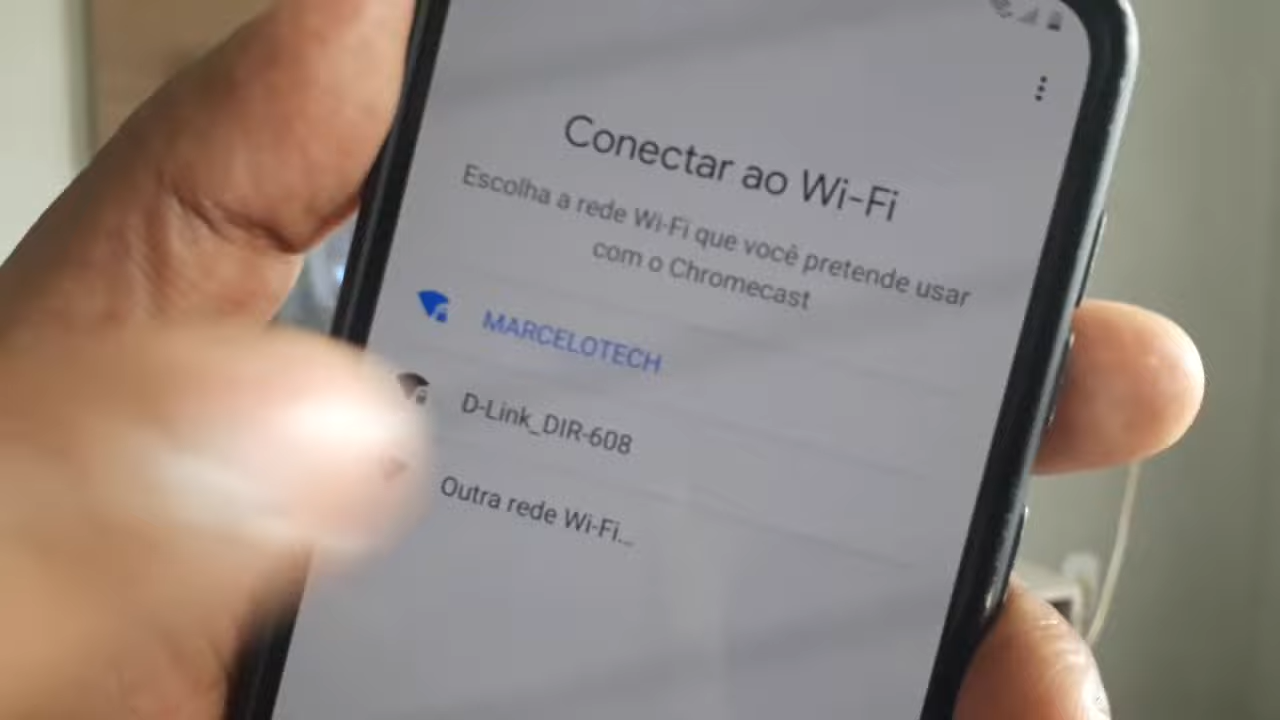 Conectar ao Wi-Fi
Escolha a rede Wi-Fi que você pretende usar
com o Chromecast
MARCELOTECH
D-Link_DIR-608
Outra rede Wi-Fi...